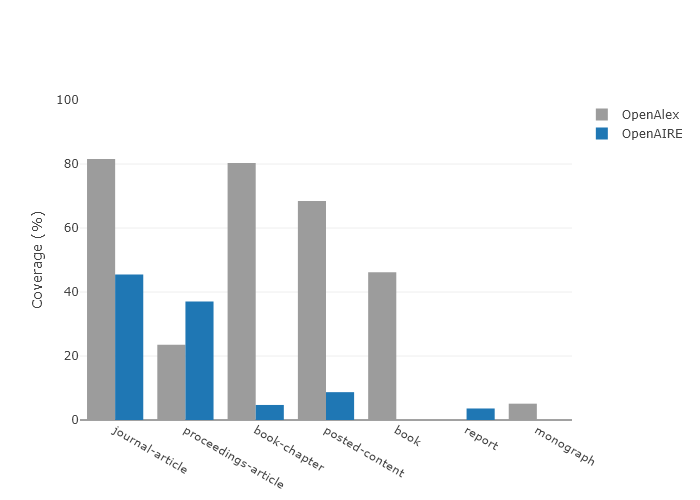 100
80
60
40
20
0
Coverage (%)
OpenAlex
OpenAIRE
journal-article
proceedings-article
book-chapter
posted-content
book
report
monograph